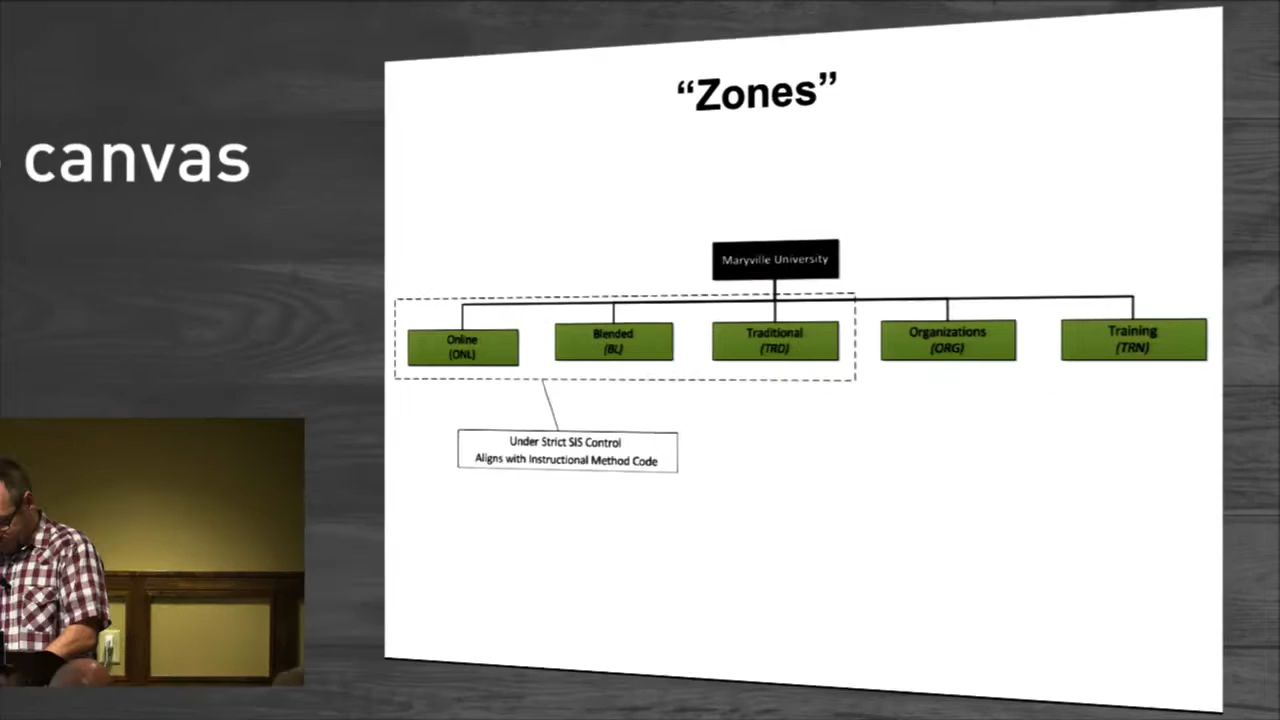 canvas
“Zones”
Maryville University
Online
(ONL)
Blended
(BL)
Traditional
(TRD)
Organizations
(ORG)
Training
(TRN)
Under Strict SIS Control
Aligns with Instructional Method Code